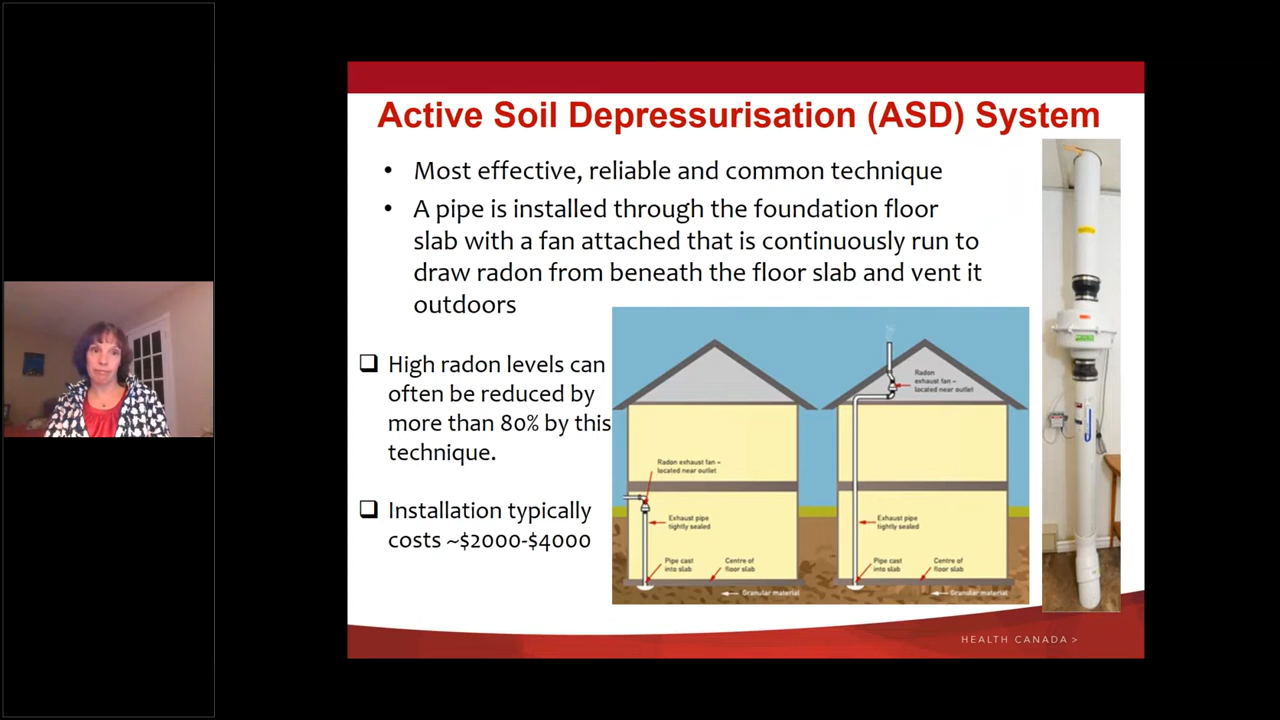 Active Soil Depressurisation (ASD) System
• Most effective, reliable and common technique
• A pipe is installed through the foundation floor
slab with a fan attached that is continuously run to
draw radon from beneath the floor slab and vent it
outdoors
❑ High radon levels can
often be reduced by
more than 80% by this
technique.
❑ Installation typically
costs ~$2000-$4000
Radon exhaust fan –
located near outlet
Exhaust pipe
tightly sealed
Pipe cast
into slab
Centre of
floor slab
Granular material
Radon
exhaust fan –
located near outlet
Exhaust pipe
tightly sealed
Pipe cast
into slab
Centre of
floor slab
Granular material
HEALTH CANADA >